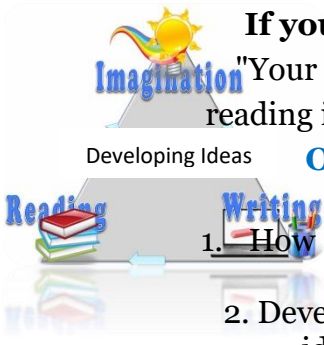 If you
Imagination
"Your
reading i
Developing Ideas
Reading
Writing
1. How
2. Deve